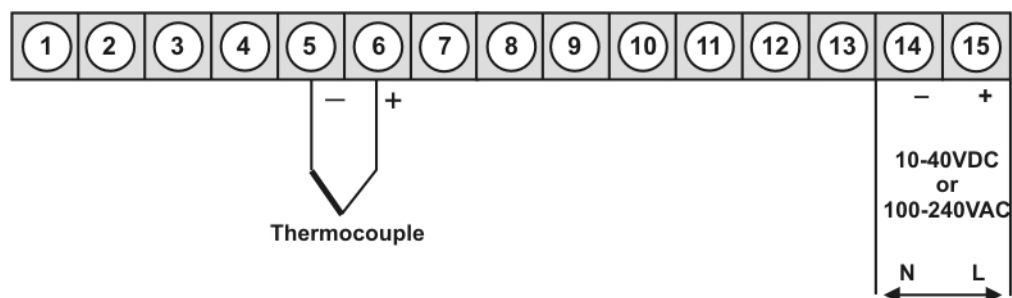 1 2 3 4 5 6 7 8 9 10 11 12 13 14 15
— + – +
10-40VDC
or
100-240VAC
Thermocouple
N L